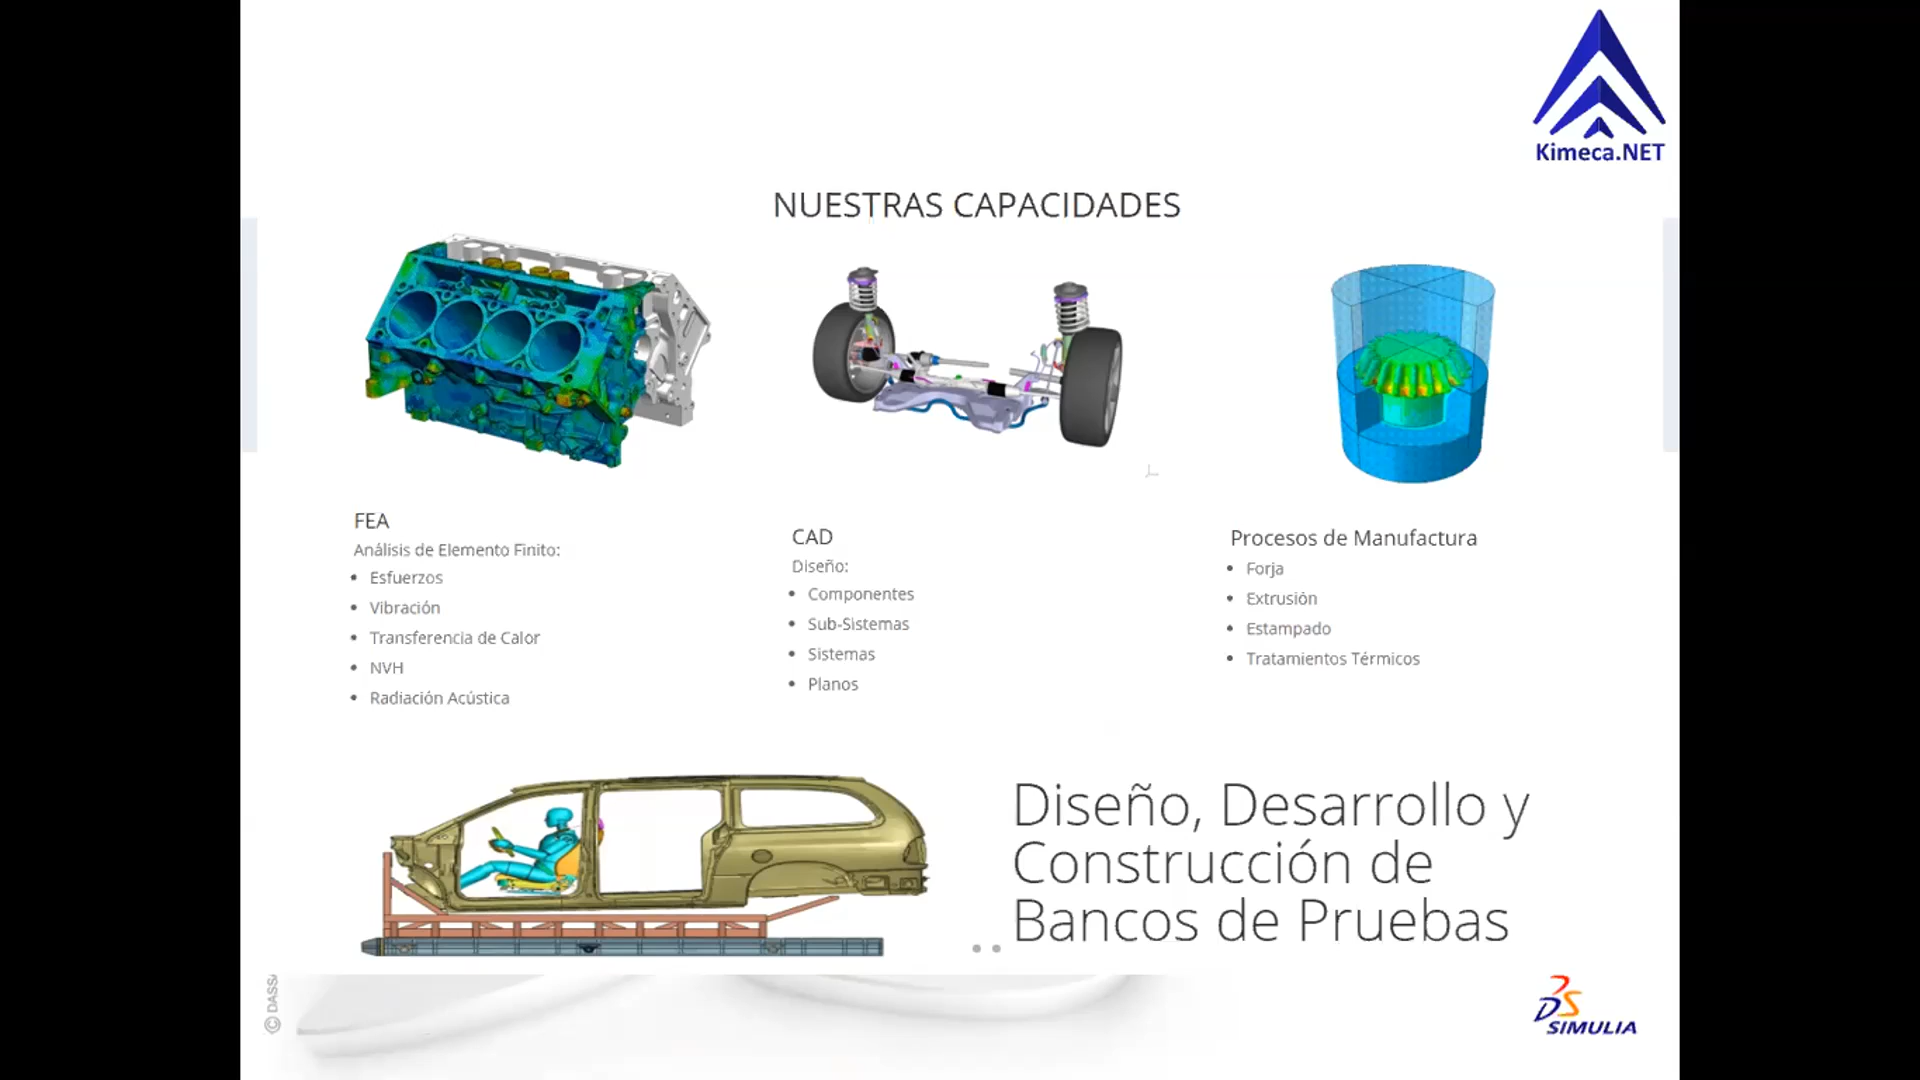 Kimeca.NET
NUESTRAS CAPACIDADES
FEA
Análisis de Elemento Finito:
• Esfuerzos
• Vibración
• Transferencia de Calor
• NVH
• Radiación Acústica
CAD
Diseño:
• Componentes
• Sub-Sistemas
• Sistemas
• Planos
Procesos de Manufactura
• Forja
• Extrusión
• Estampado
• Tratamientos Térmicos
Diseño, Desarrollo y
Construcción de
Bancos de Pruebas
© DASS
DS
SIMULIA